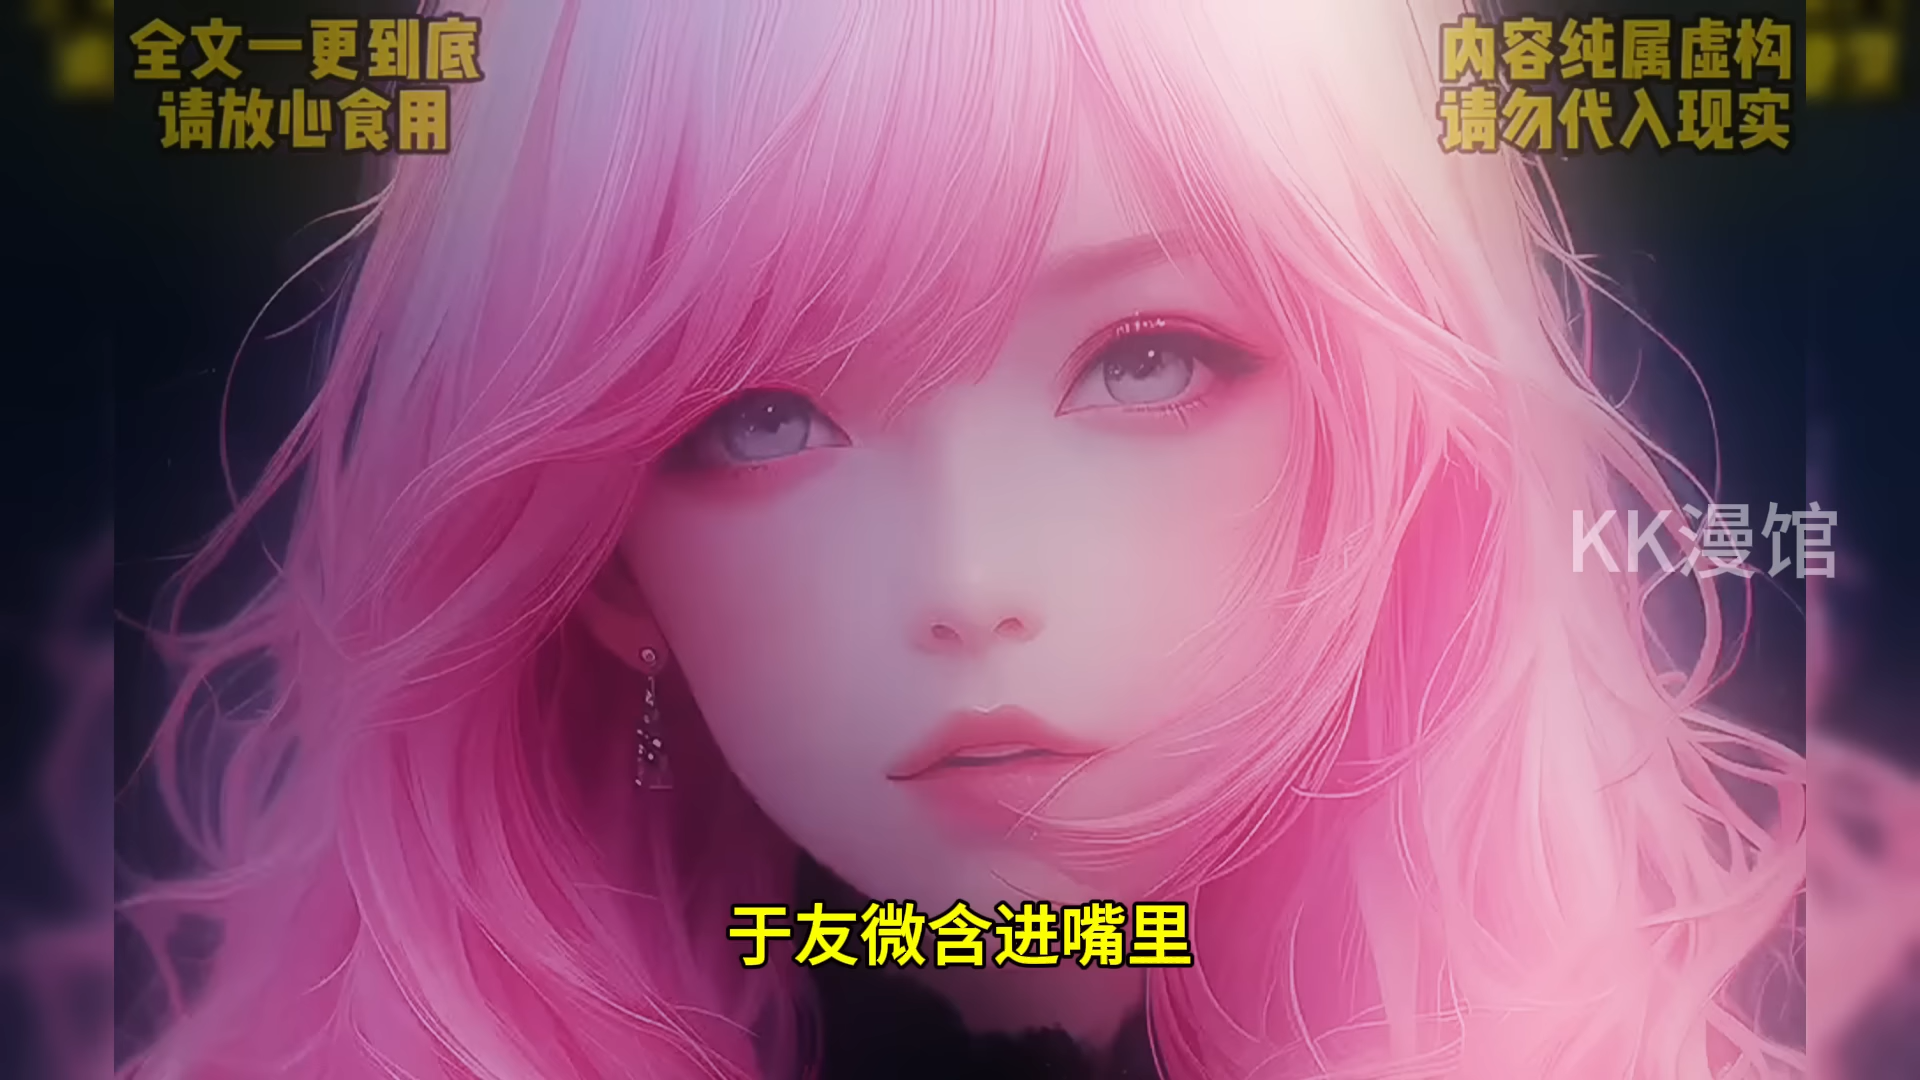 全文一更到底
请放心食用
内容纯属虚构
请勿代入现实
KK漫馆
于友微含进嘴里